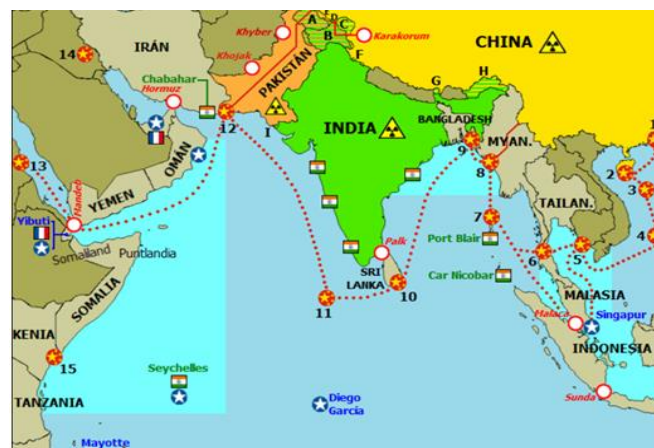 IRÁN
14
Khyber
A
C
B
Karakorum
F
CHINA
Khojak
PAKISTÁN
Chabahar
Hormuz
12
I
INDIA
G
H
BANGLADESH
MYAN.
OMÁN
13
YEMEN
Mandeb
Yibuti
Somaliland
Puntlandia
SOMALIA
9
8
TAILAN.
2
3
4
7
Port Blair
6
5
Palk
SRI
LANKA
10
11
Car Nicobar
MALASIA
Malaca
Singapur
INDONESIA
KENIA
15
TANZANIA
Seychelles
Diego
García
Sunda
Mayotte